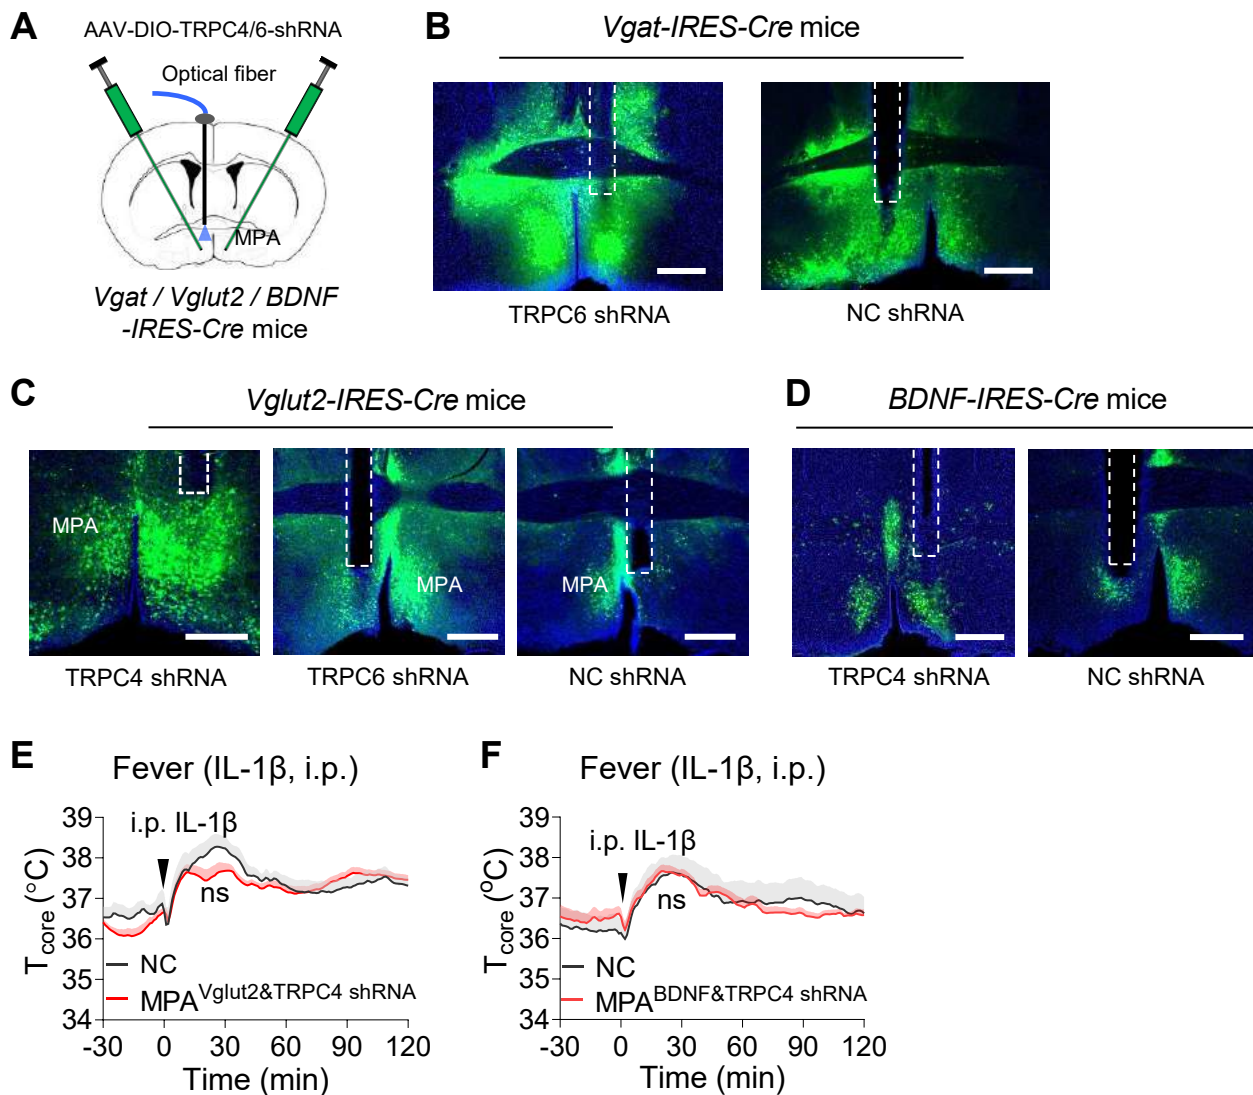 A
AAV-DIO-TRPC4/6-shRNA
Optical fiber
MPA
Vgat / Vglut2 / BDNF
-IRES-Cre mice
B
Vgat-IRES-Cre mice
TRPC6 shRNA
NC shRNA
C
Vglut2-IRES-Cre mice
MPA
MPA
MPA
TRPC4 shRNA
TRPC6 shRNA
NC shRNA
D
BDNF-IRES-Cre mice
TRPC4 shRNA
NC shRNA
E
Fever (IL-1β, i.p.)
i.p. IL-1β
ns
Tcore (°C)
39
38
37
36
35
34
NC
MPA Vglut2&TRPC4 shRNA
-30 0 30 60 90 120
Time (min)
F
Fever (IL-1β, i.p.)
i.p. IL-1β
ns
Tcore (°C)
39
38
37
36
35
34
NC
MPA BDNF&TRPC4 shRNA
-30 0 30 60 90 120
Time (min)